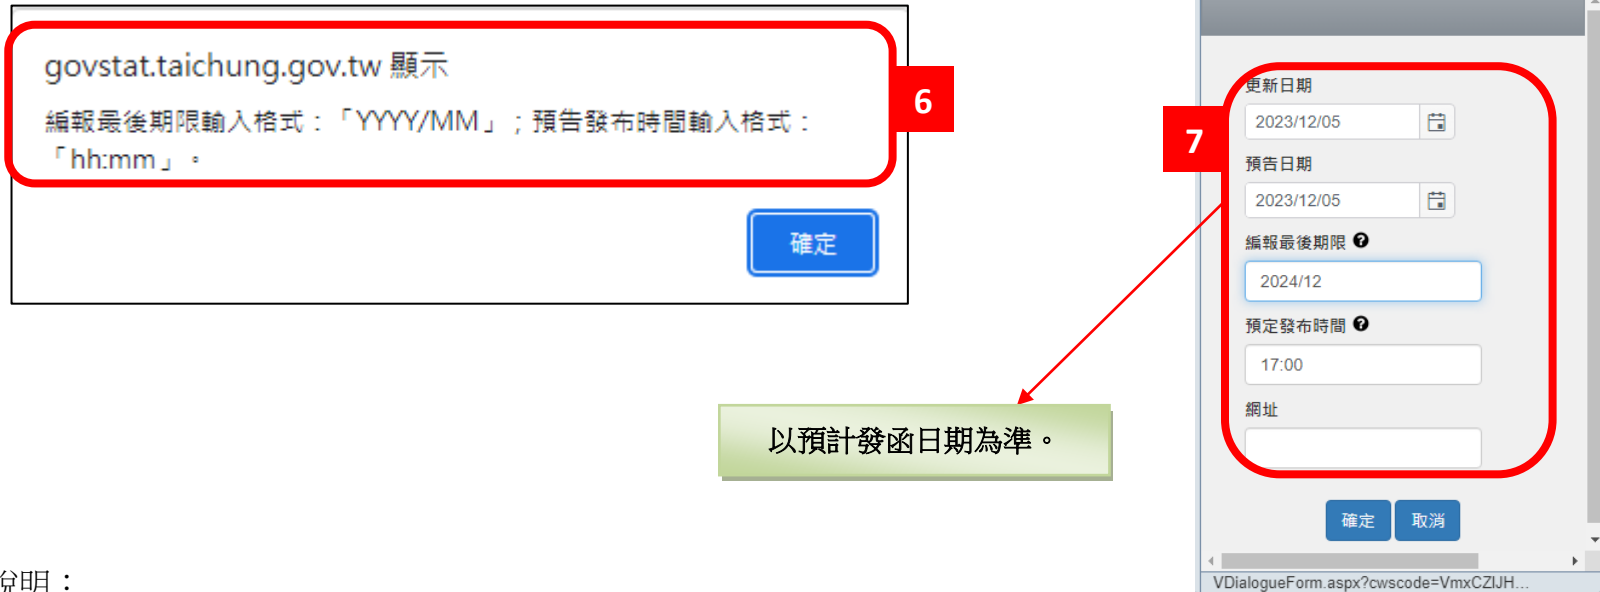 govstat.taichung.gov.tw 顯示
編報最後期限輸入格式：「YYYY/MM」；預告發布時間輸入格式：
「hh:mm」。
確定
6
7
更新日期
2023/12/05
預告日期
2023/12/05
編報最後期限
2024/12
預定發布時間
17:00
網址
確定 取消
VDialogueForm.aspx?cwscode=VmxCZIJH...
以預計發函日期為準。
說明：